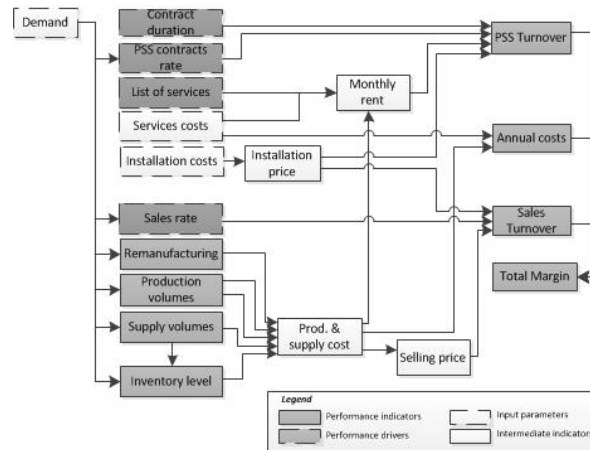 Demand
Contract
duration
PSS contracts
rate
List of services
Services costs
Installation costs
Installation
price
Monthly
rent
PSS Turnover
Annual costs
Sales rate
Sales
Turnover
Remanufacturing
Production
volumes
Total Margin
Supply volumes
Prod. &
supply cost
Selling price
Inventory level
Legend
Performance indicators
Input parameters
Performance drivers
Intermediate indicators